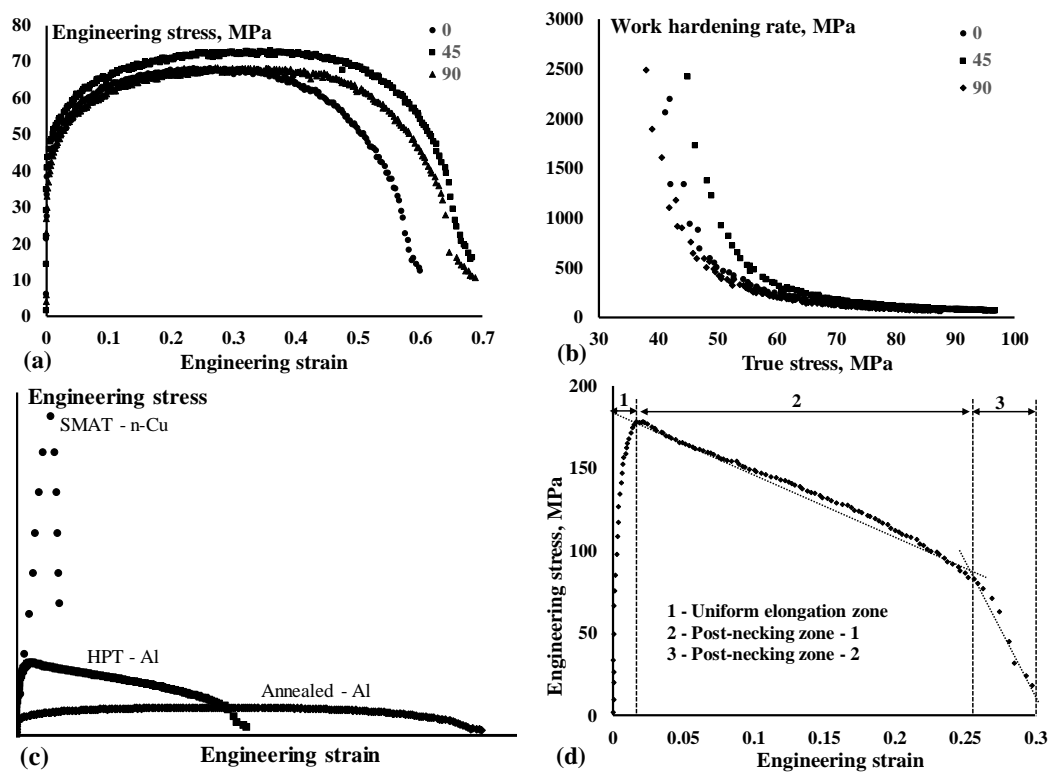 Engineering stress, MPa
0
45
90
80
70
60
50
40
30
20
10
0
0 0.1 0.2 0.3 0.4 0.5 0.6 0.7
(a) Engineering strain
Work hardening rate, MPa
0
45
90
3000
2500
2000
1500
1000
500
0
30 40 50 60 70 80 90 100
(b) True stress, MPa
Engineering stress
SMAT - n-Cu
HPT - Al
Annealed - Al
(c) Engineering strain
Engineering stress, MPa
200
150
100
50
0
1 2 3
1 - Uniform elongation zone
2 - Post-necking zone - 1
3 - Post-necking zone - 2
0 0.05 0.1 0.15 0.2 0.25 0.3
Engineering strain (d)